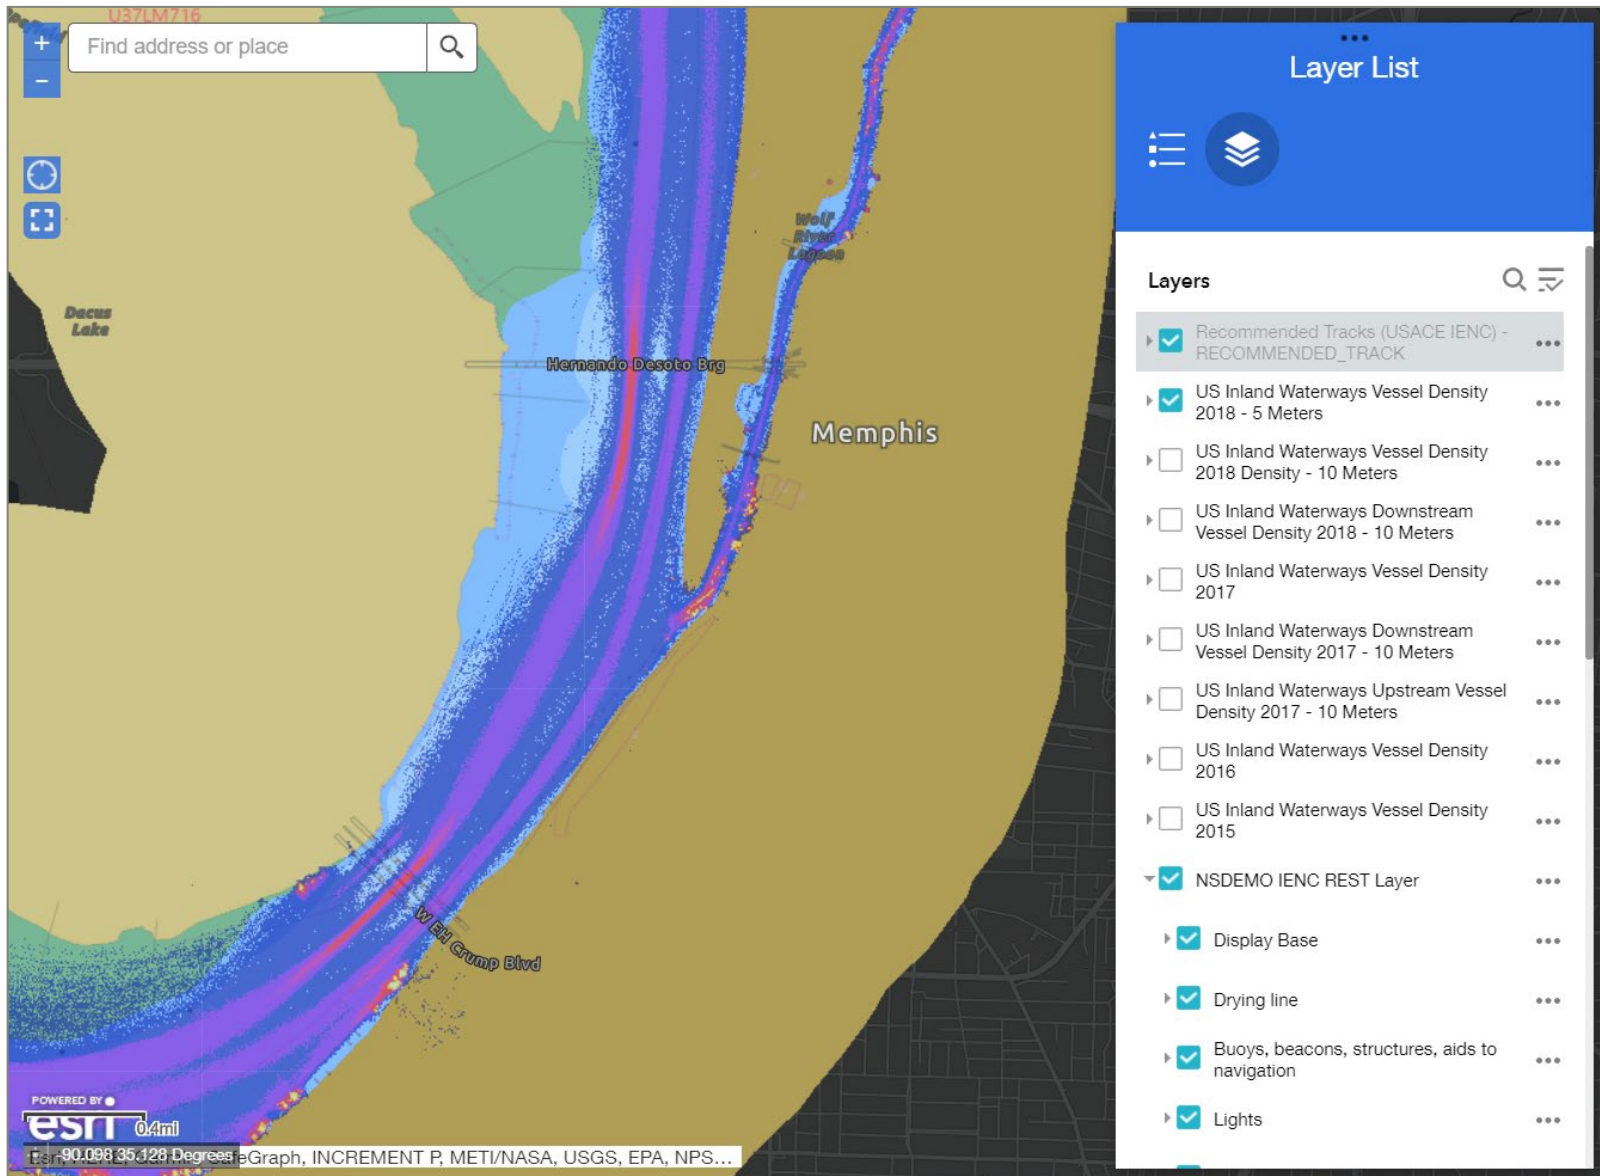 U37LM716
+
Find address or place
−
Layer List
Wolf
River
Lagoon
Dacus
Lake
Hernando Desoto Brg
Memphis
W EH Crump Blvd
Layers
Recommended Tracks (USACE IENC) -
RECOMMENDED_TRACK
US Inland Waterways Vessel Density
2018 - 5 Meters
US Inland Waterways Vessel Density
2018 Density - 10 Meters
US Inland Waterways Downstream
Vessel Density 2018 - 10 Meters
US Inland Waterways Vessel Density
2017
US Inland Waterways Downstream
Vessel Density 2017 - 10 Meters
US Inland Waterways Upstream Vessel
Density 2017 - 10 Meters
US Inland Waterways Vessel Density
2016
US Inland Waterways Vessel Density
2015
NSDEMO IENC REST Layer
Display Base
Drying line
Buoys, beacons, structures, aids to
navigation
Lights
POWERED BY
esri
0.4mi
-90.098 35.128 Degrees
SafeGraph, INCREMENT P, METI/NASA, USGS, EPA, NPS...